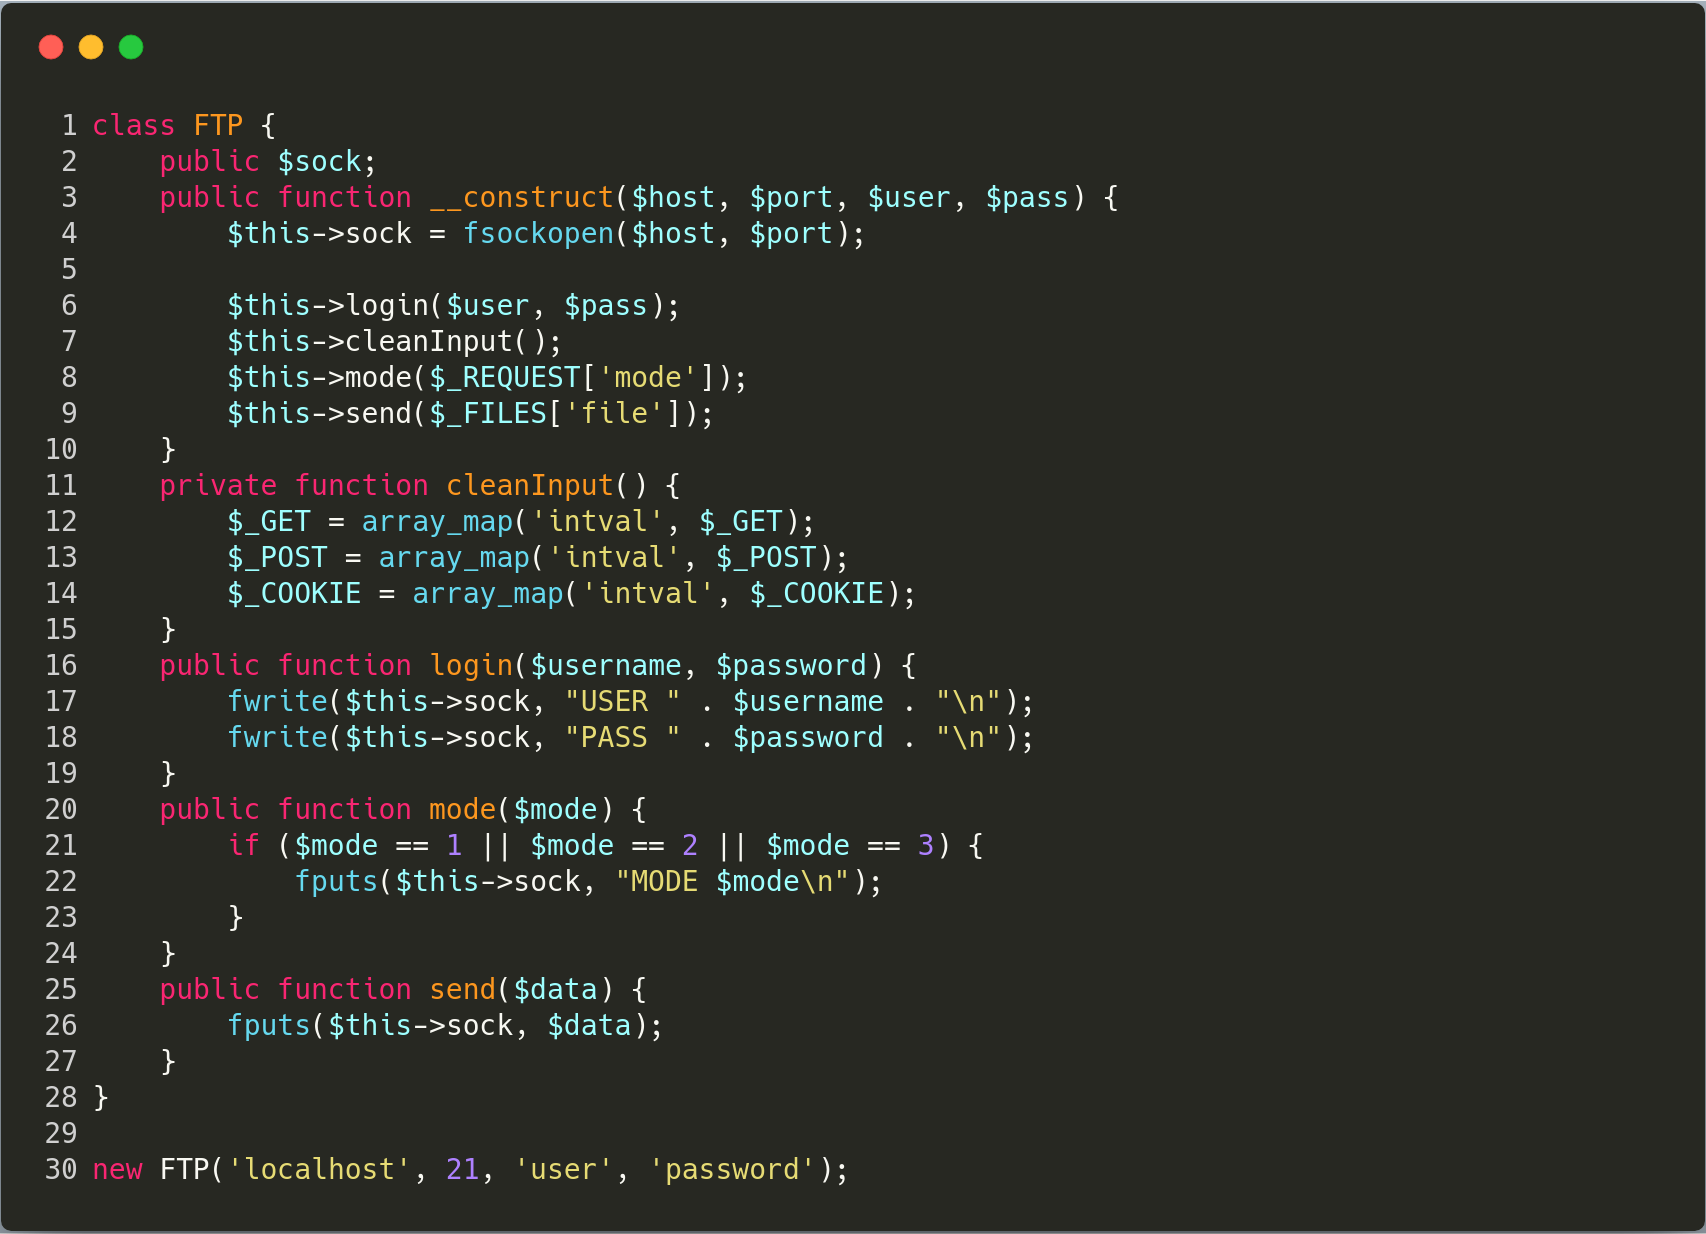 1 class FTP {
2     public $sock;
3     public function __construct($host, $port, $user, $pass) {
4         $this->sock = fsockopen($host, $port);
5
6         $this->login($user, $pass);
7         $this->cleanInput();
8         $this->mode($_REQUEST['mode']);
9         $this->send($_FILES['file']);
10     }
11     private function cleanInput() {
12         $_GET = array_map('intval', $_GET);
13         $_POST = array_map('intval', $_POST);
14         $_COOKIE = array_map('intval', $_COOKIE);
15     }
16     public function login($username, $password) {
17         fwrite($this->sock, "USER " . $username . "\n");
18         fwrite($this->sock, "PASS " . $password . "\n");
19     }
20     public function mode($mode) {
21         if ($mode == 1 || $mode == 2 || $mode == 3) {
22             fputs($this->sock, "MODE $mode\n");
23         }
24     }
25     public function send($data) {
26         fputs($this->sock, $data);
27     }
28 }
29
30 new FTP('localhost', 21, 'user', 'password');